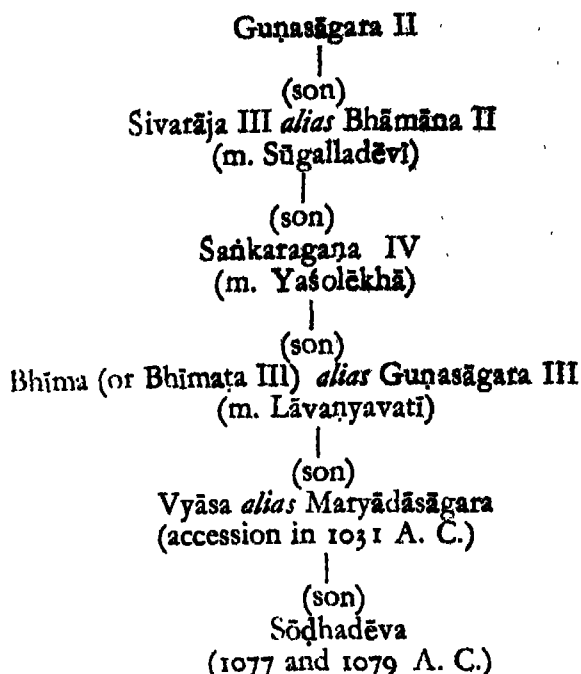 Guṇasāgara II
(son)
Sivarāja III alias Bhāmāna II
(m. Sūgalladēvī)
(son)
Śaṅkaragaṇa IV
(m. Yaśolēkhā)
(son)
Bhīma (or Bhīmaṭa III) alias Guṇasāgara III
(m. Lāvaṇyavatī)
(son)
Vyāsa alias Maryādāsāgara
(accession in 1031 A. C.)
(son)
Sōḍhadēva
(1077 and 1079 A. C.)